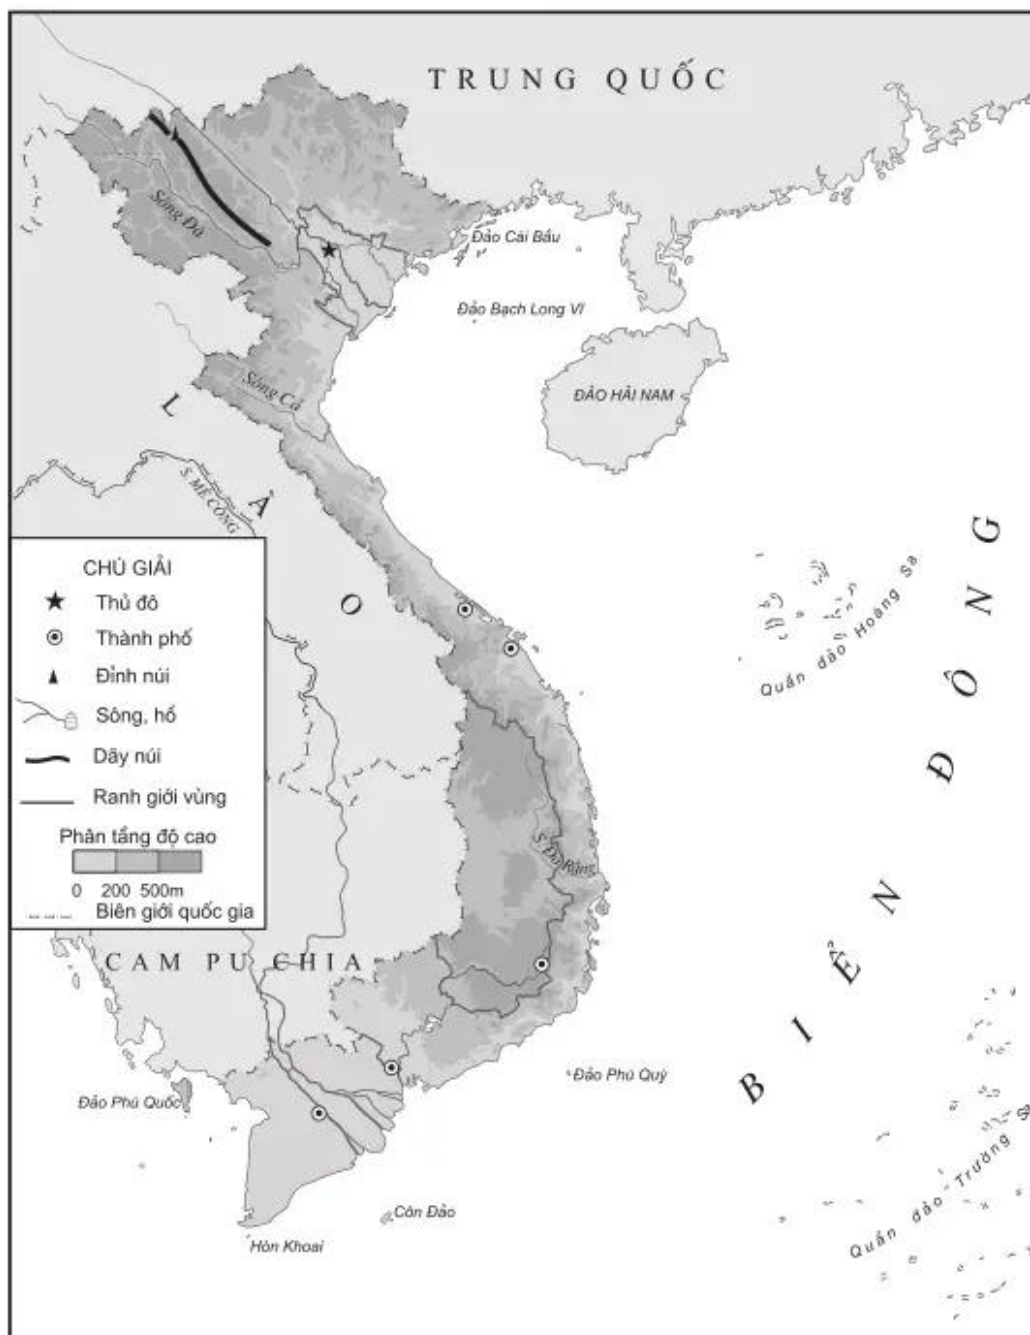 TRUNG QUỐC
Sông Đà
Đảo Cái Bầu
Đảo Bạch Long Vĩ
ĐẢO HẢI NAM
Sông Cả
LÀO
S. MÊ CÔNG
CHÚ GIẢI
Thủ đô
Thành phố
Đỉnh núi
Sông, hồ
Dãy núi
Ranh giới vùng
Phân tầng độ cao
0 200 500m
Biên giới quốc gia
Quần đảo Hoàng Sa
BIỂN ĐÔNG
S. Đà Rằng
CAM PU CHIA
Đảo Phú Quý
Đảo Phú Quốc
Côn Đảo
Hòn Khoai
Quần đảo Trường Sa